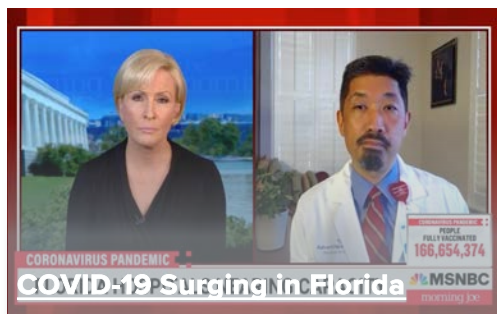 CORONAVIRUS PANDEMIC
PEOPLE
FULLY VACCINATED
166,654,374
CORONAVIRUS PANDEMIC
COVID-19 Surging in Florida
MSNBC
morning joe